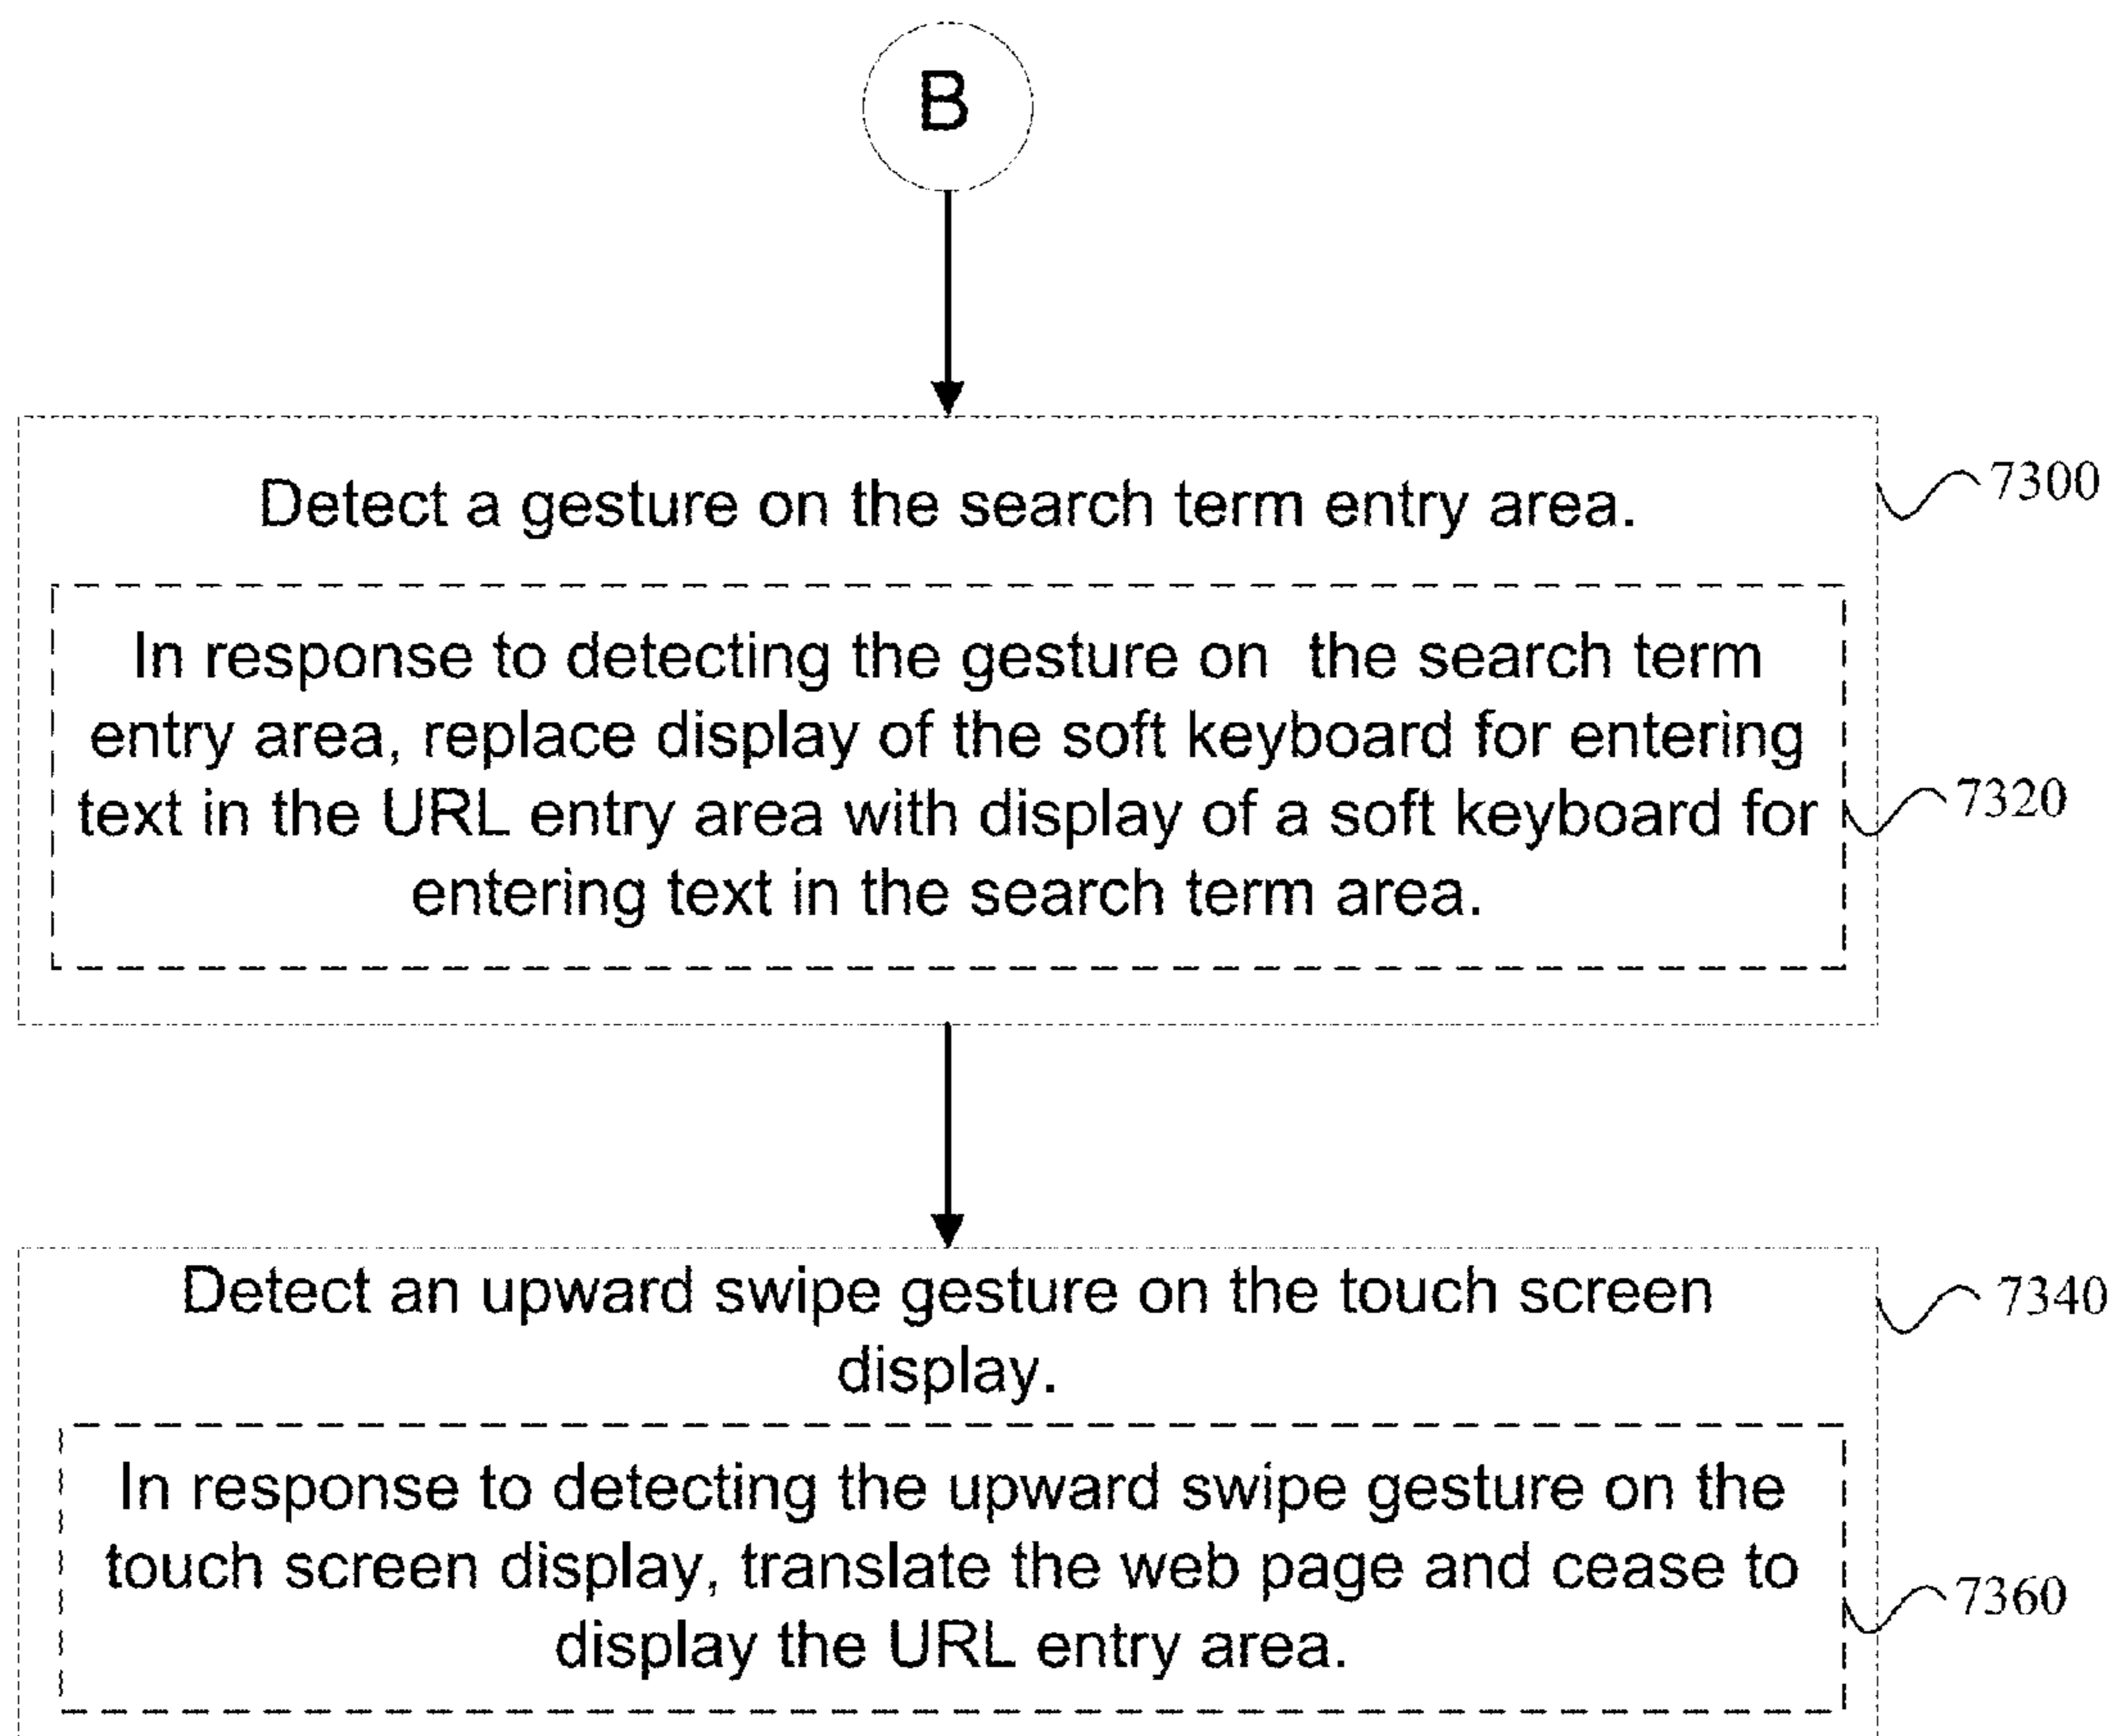 B
Detect a gesture on the search term entry area.
7300
In response to detecting the gesture on the search term
entry area, replace display of the soft keyboard for entering
text in the URL entry area with display of a soft keyboard for
7320
entering text in the search term area.
Detect an upward swipe gesture on the touch screen
7340
display.
In response to detecting the upward swipe gesture on the
touch screen display, translate the web page and cease to
7360
display the URL entry area.